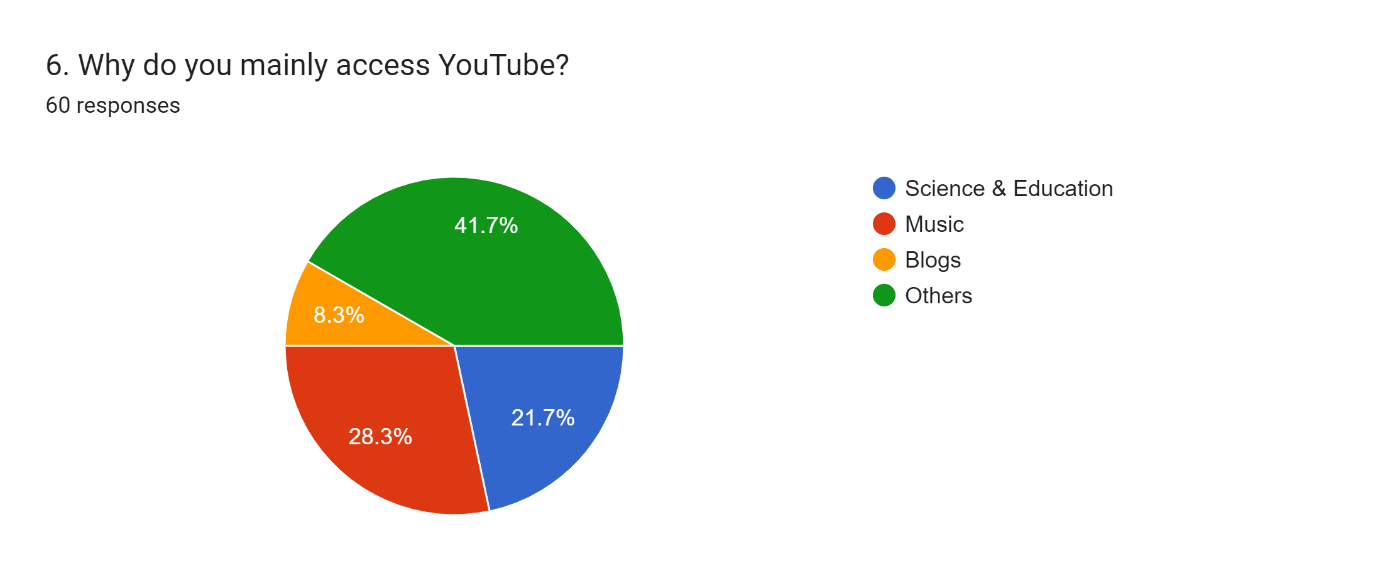 6. Why do you mainly access YouTube?
60 responses
41.7%
8.3%
28.3%
21.7%
Science & Education
Music
Blogs
Others